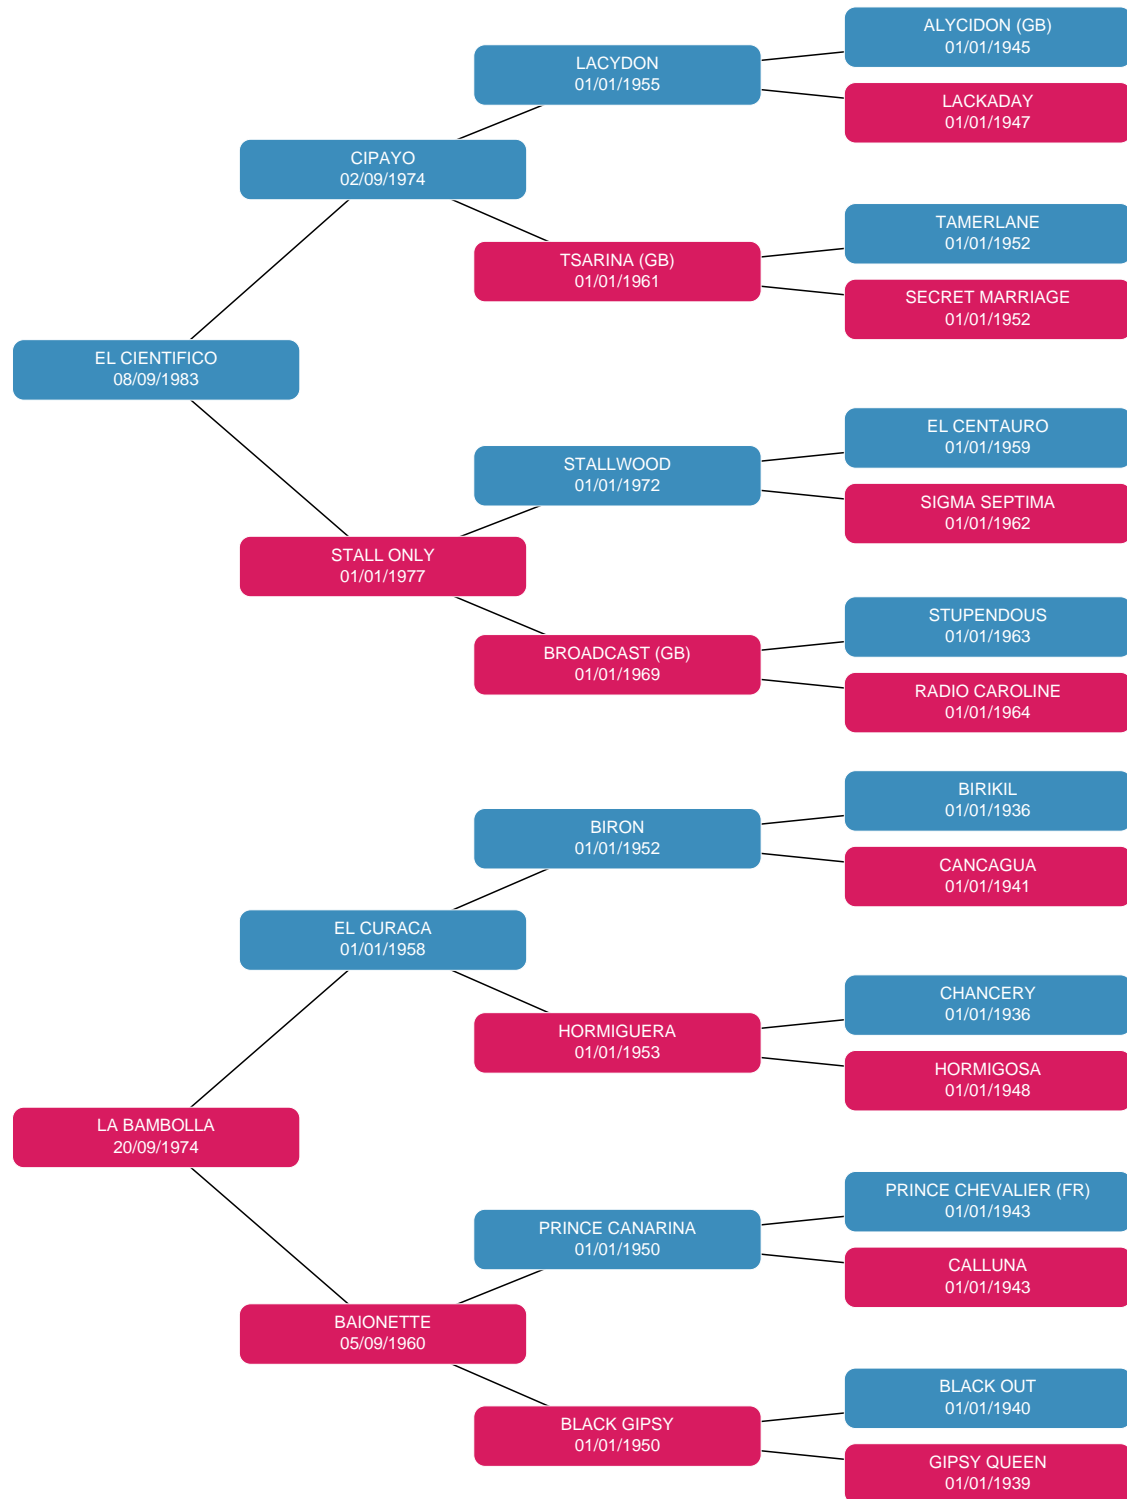 ALYCIDON (GB)
01/01/1945
LACYDON
01/01/1955
LACKADAY
01/01/1947
CIPAYO
02/09/1974
TAMERLANE
01/01/1952
TSARINA (GB)
01/01/1961
SECRET MARRIAGE
01/01/1952
EL CIENTIFICO
08/09/1983
EL CENTAURO
01/01/1959
STALLWOOD
01/01/1972
SIGMA SEPTIMA
01/01/1962
STALL ONLY
01/01/1977
STUPENDOUS
01/01/1963
BROADCAST (GB)
01/01/1969
RADIO CAROLINE
01/01/1964
BIRIKIL
01/01/1936
BIRON
01/01/1952
CANCAGUA
01/01/1941
EL CURACA
01/01/1958
CHANCERY
01/01/1936
HORMIGUERA
01/01/1953
HORMIGOSA
01/01/1948
LA BAMBOLLA
20/09/1974
PRINCE CHEVALIER (FR)
01/01/1943
PRINCE CANARINA
01/01/1950
CALLUNA
01/01/1943
BAIONETTE
05/09/1960
BLACK OUT
01/01/1940
BLACK GIPSY
01/01/1950
GIPSY QUEEN
01/01/1939